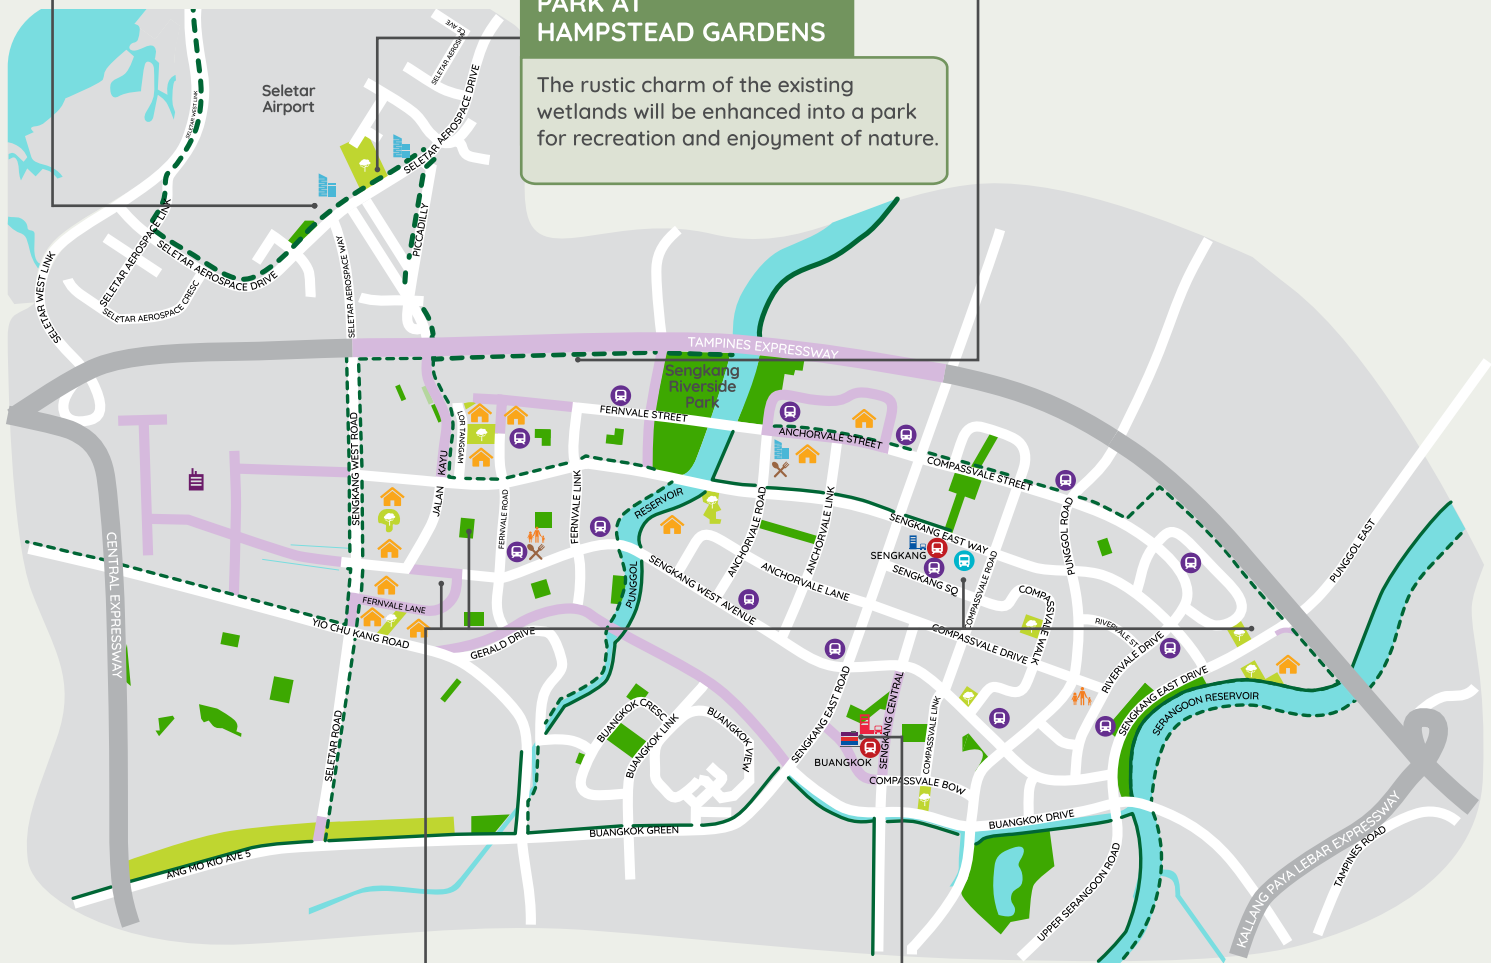 PARK AT
HAMPSTEAD GARDENS
The rustic charm of the existing
wetlands will be enhanced into a park
for recreation and enjoyment of nature.
Seletar
Airport
SELETAR WEST LINK
SELETAR AEROSPACE DRIVE
SELETAR AEROSPACE LINK
SELETAR AEROSPACE DRIVE
SELETAR AEROSPACE CRESC
SELETAR WEST LINK
SELETAR AEROSPACE WAY
PICCADILLY
TAMPINES EXPRESSWAY
Sengkang
Riverside
Park
FERNVALE STREET
ANCHORVALE STREET
LOR TANGGAM
COMPASSVALE STREET
SENGKANG WEST ROAD
JALAN KAYU
FERNVALE ROAD
FERNVALE LINK
RESERVOIR
PUNGGOL
ANCHORVALE ROAD
ANCHORVALE LINK
SENGKANG EAST WAY
SENGKANG
SENGKANG SQ
PUNGGOL ROAD
PUNGGOL EAST
CENTRAL EXPRESSWAY
SENGKANG WEST AVENUE
ANCHORVALE LANE
COMPASSVALE ROAD
COMPASSVALE WALK
FERNVALE LANE
YIO CHU KANG ROAD
GERALD DRIVE
COMPASSVALE DRIVE
RIVERVALE ST
RIVERVALE DRIVE
SENGKANG EAST DRIVE
SERANGOON RESERVOIR
SELETAR ROAD
BUANGKOK CRESC
BUANGKOK LINK
BUANGKOK VIEW
SENGKANG EAST ROAD
SENGKANG CENTRAL
COMPASSVALE LINK
BUANGKOK
COMPASSVALE BOW
BUANGKOK GREEN
BUANGKOK DRIVE
ANG MO KIO AVE 5
UPPER SERANGOON ROAD
KALLANG PAYA LEBAR EXPRESSWAY
TAMPINES ROAD